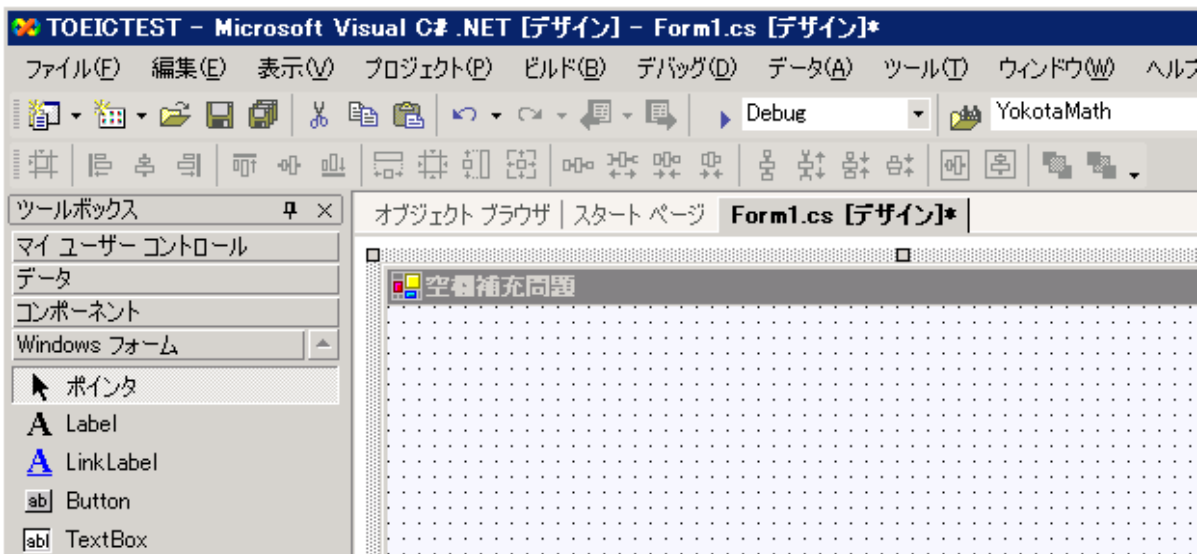 TOEICTEST - Microsoft Visual C# .NET [デザイン] - Form1.cs [デザイン]*
ファイル(F) 編集(E) 表示(V) プロジェクト(P) ビルド(B) デバッグ(D) データ(A) ツール(T) ウィンドウ(W) ヘルプ
Debug YokotaMath
ツールボックス
オブジェクト ブラウザ | スタート ページ Form1.cs [デザイン]*
マイ ユーザー コントロール
データ
空欄補充問題
コンポーネント
Windows フォーム
ポインタ
A Label
A LinkLabel
ab Button
abl TextBox